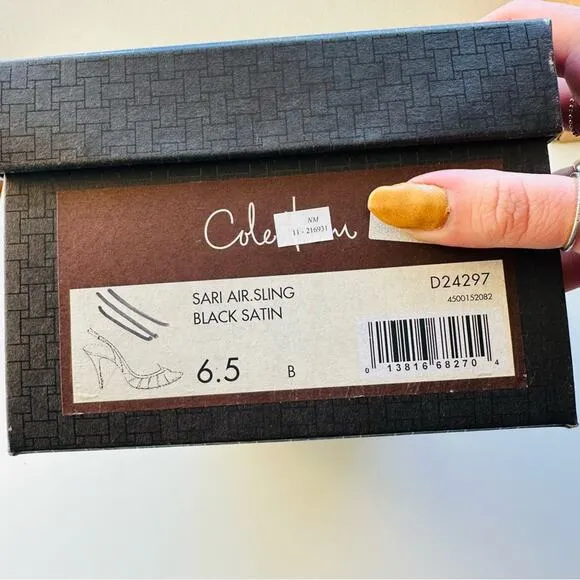 Cole
NM
11 - 216931
SARI AIR.SLING
BLACK SATIN
D24297
4500152082
6.5 B
0 13816 68270 4